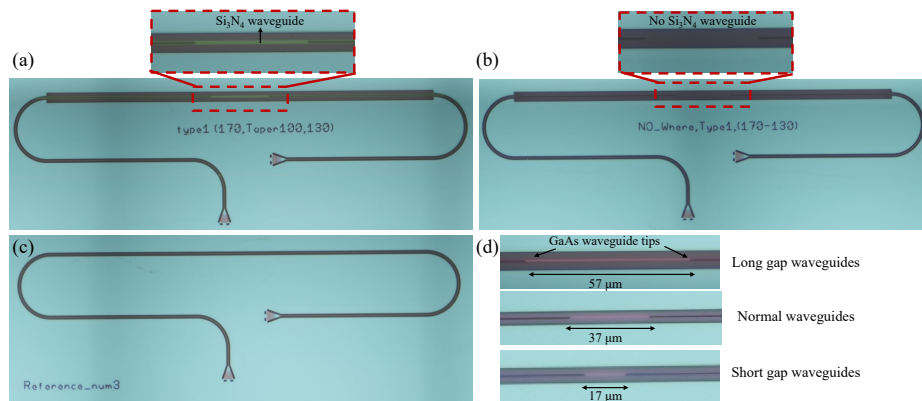 Si₃N₄ waveguide
No Si₃N₄ waveguide
(a)
(b)
type1 (170,Taper100,130)
NO_Where,Type1,(170-130)
(c)
Reference_num3
(d)
GaAs waveguide tips
57 μm
Long gap waveguides
37 μm
Normal waveguides
17 μm
Short gap waveguides